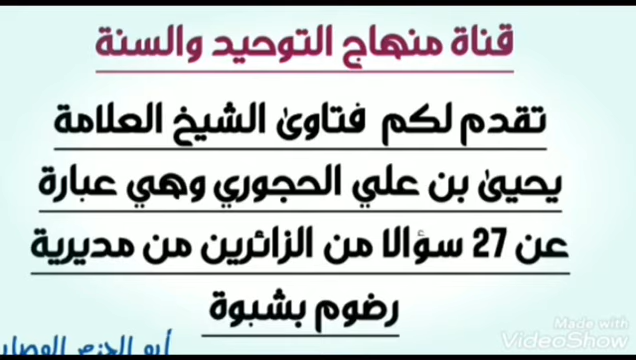 قناة منهاج التوحيد والسنة
تقدم لكم فتاوىٰ الشيخ العلامة
يحيىٰ بن علي الحجوري وهي عبارة
عن 27 سؤالا من الزائرين من مديرية
رضوم بشبوة
Made with
VideoShow